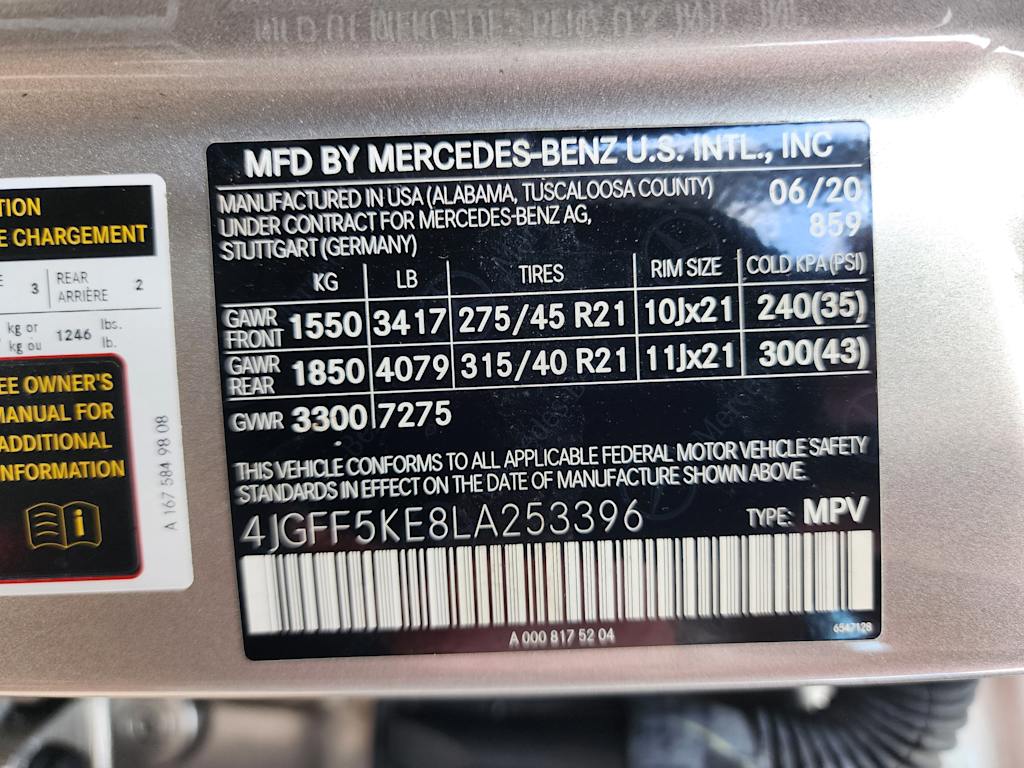 MFD BY MERCEDES-BENZ U.S. INTL., INC
MANUFACTURED IN USA (ALABAMA, TUSCALOOSA COUNTY) 06/20
UNDER CONTRACT FOR MERCEDES-BENZ AG, 859
STUTTGART (GERMANY)
KG LB TIRES RIM SIZE COLD KPA (PSI)
GAWR FRONT 1550 3417 275/45 R21 10Jx21 240(35)
GAWR REAR 1850 4079 315/40 R21 11Jx21 300(43)
GVWR 3300 7275
THIS VEHICLE CONFORMS TO ALL APPLICABLE FEDERAL MOTOR VEHICLE SAFETY
STANDARDS IN EFFECT ON THE DATE OF MANUFACTURE SHOWN ABOVE.
4JGFF5KE8LA253396 TYPE: MPV
A 000 817 52 04 6547128
CHARGEMENT
3 REAR 2
ARRIÈRE
kg or 1246 lbs.
kg ou lb.
OWNER'S
MANUAL FOR
ADDITIONAL
INFORMATION
A 167 584 98 08